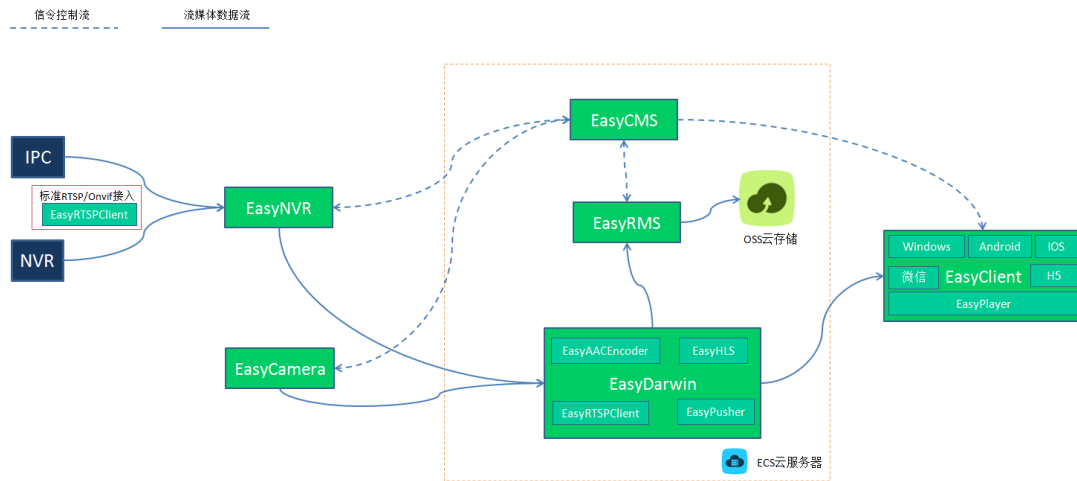 信令控制流
流媒体数据流
IPC
标准RTSP/Onvif接入
EasyRTSPClient
NVR
EasyNVR
EasyCamera
EasyCMS
EasyRMS
OSS云存储
EasyAACEncoder
EasyHLS
EasyDarwin
EasyRTSPClient
EasyPusher
ECS云服务器
Windows
Android
IOS
微信
EasyClient
H5
EasyPlayer